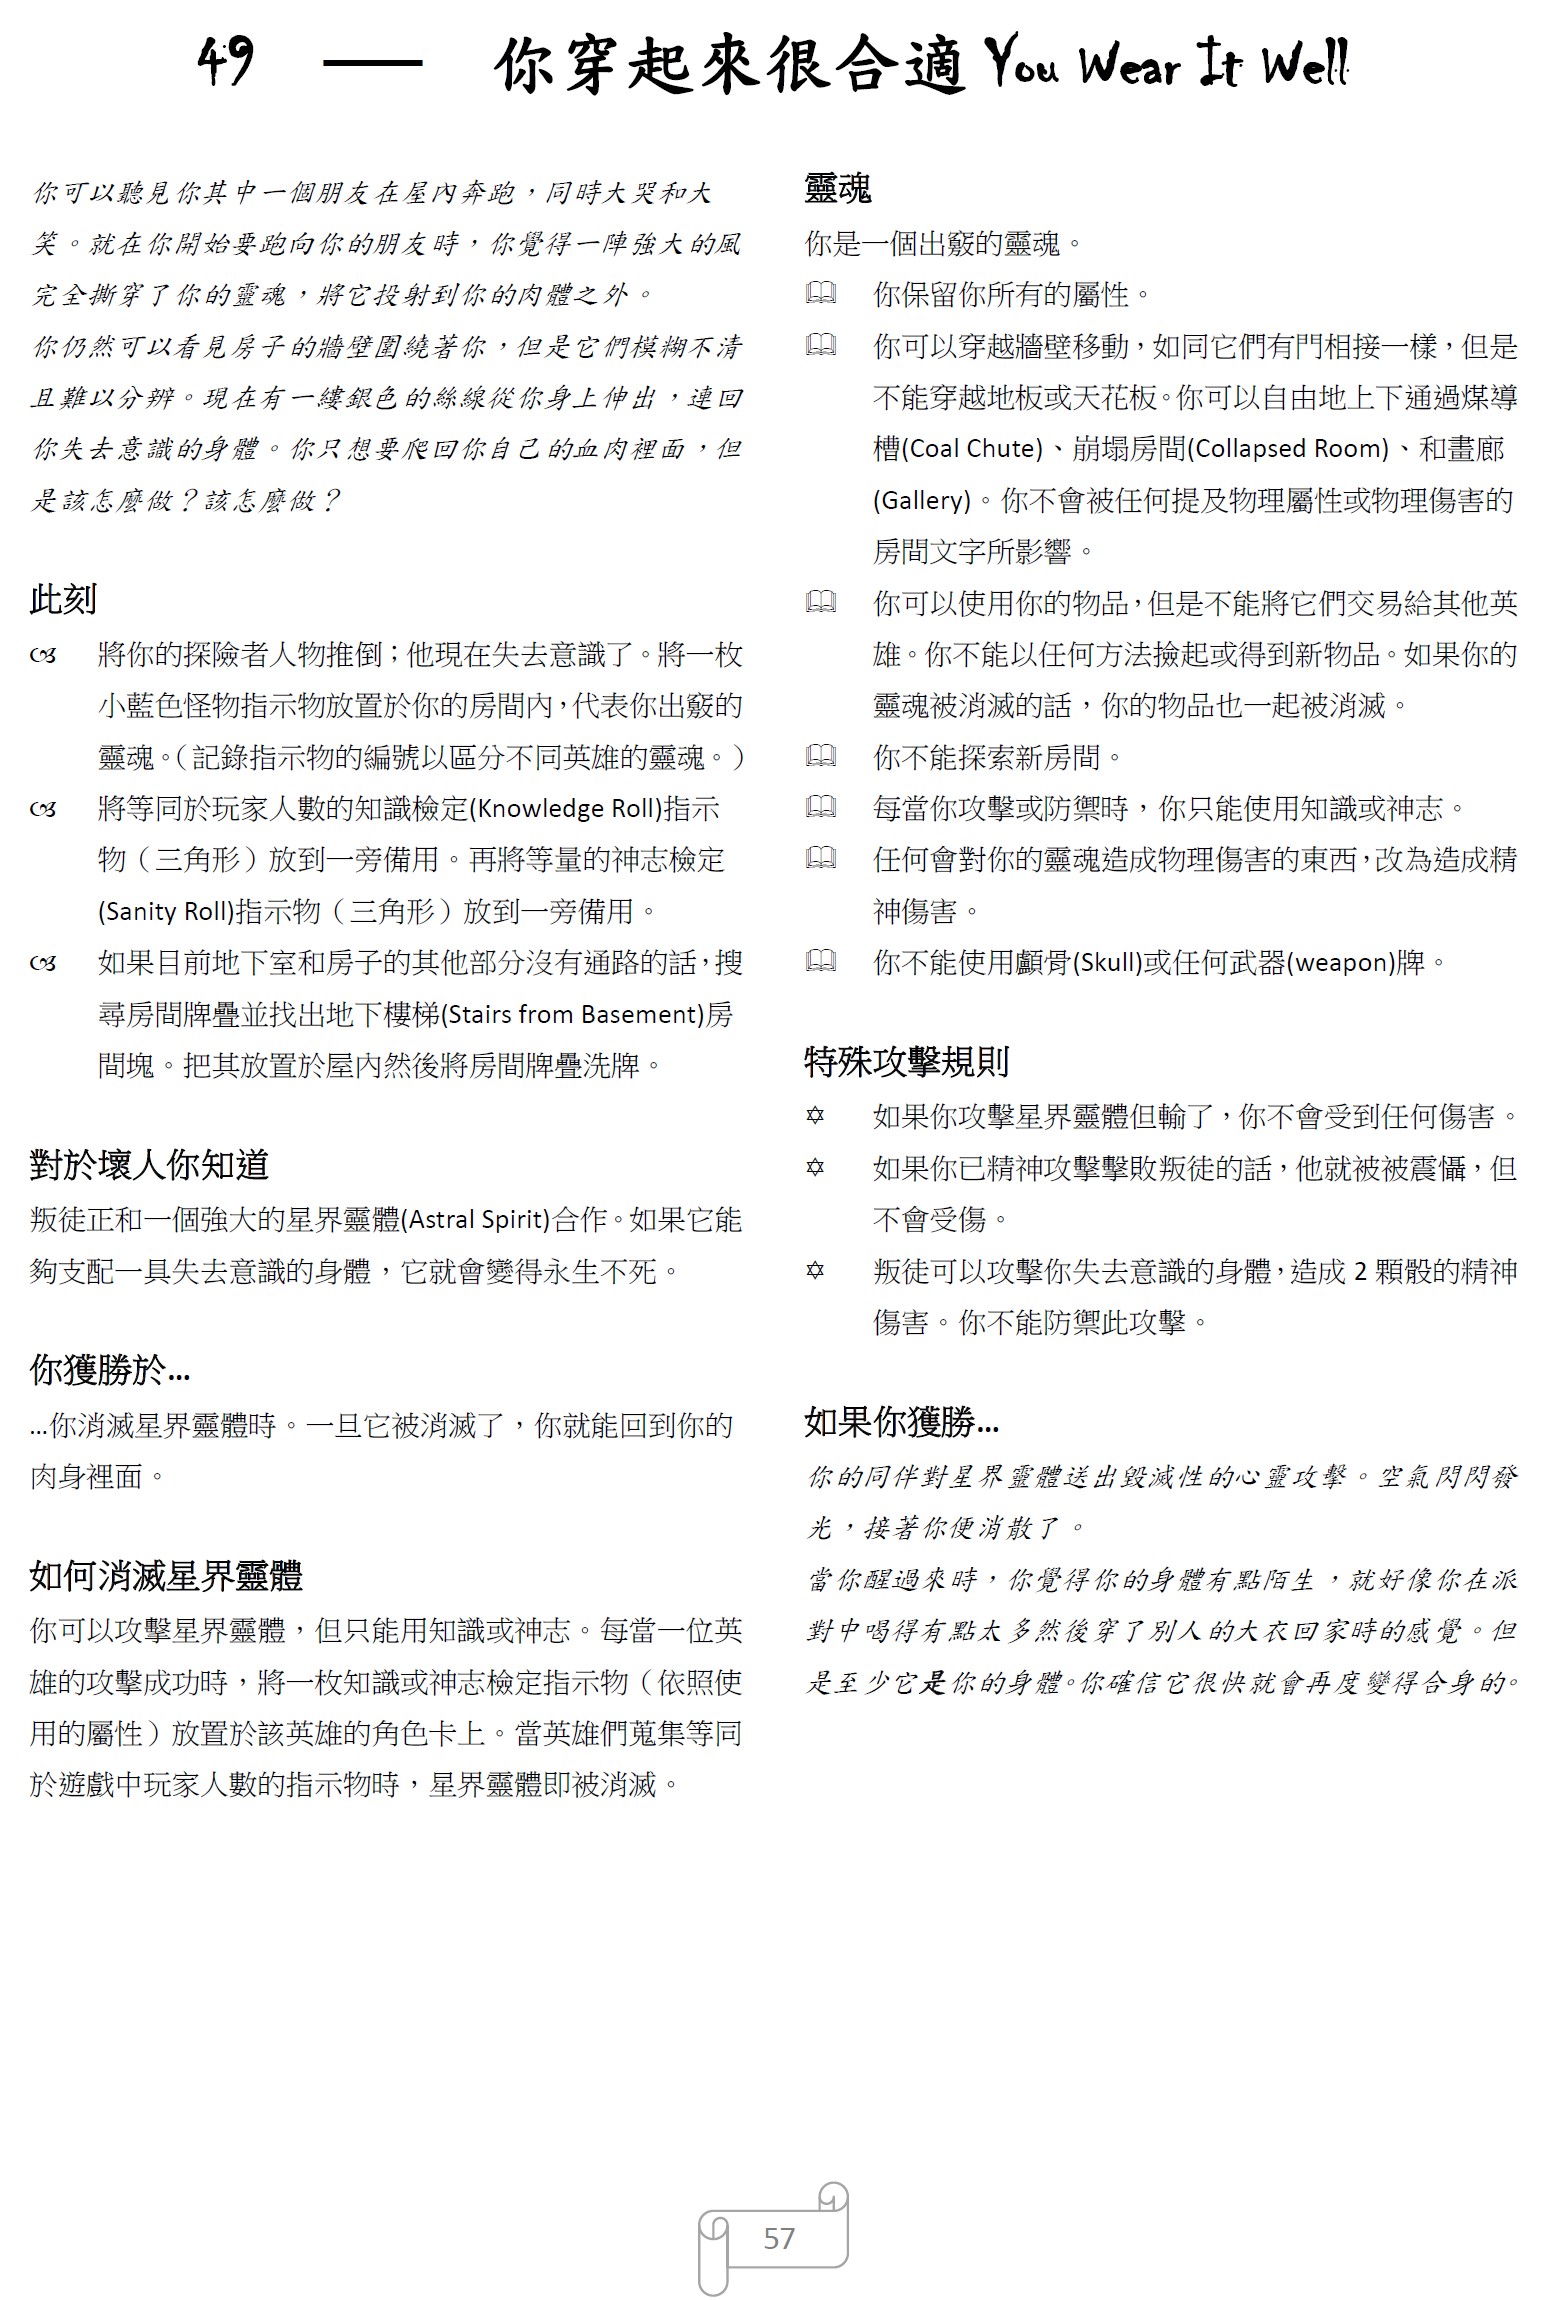 49 — 你穿起來很合適 You Wear It Well
你可以聽見你其中一個朋友在屋內奔跑，同時大哭和大
笑。就在你開始要跑向你的朋友時，你覺得一陣強大的風
完全撕穿了你的靈魂，將它投射到你的肉體之外。
你仍然可以看見房子的牆壁圍繞著你，但是它們模糊不清
且難以分辨。現在有一縷銀色的絲線從你身上伸出，連回
你失去意識的身體。你只想要爬回你自己的血肉裡面，但
是該怎麼做？該怎麼做？
此刻
將你的探險者人物推倒；他現在失去意識了。將一枚
小藍色怪物指示物放置於你的房間內，代表你出竅的
靈魂。（記錄指示物的編號以區分不同英雄的靈魂。）
將等同於玩家人數的知識檢定(Knowledge Roll)指示
物（三角形）放到一旁備用。再將等量的神志檢定
(Sanity Roll)指示物（三角形）放到一旁備用。
如果目前地下室和房子的其他部分沒有通路的話，搜
尋房間牌疊並找出地下樓梯(Stairs from Basement)房
間塊。把其放置於屋內然後將房間牌疊洗牌。
對於壞人你知道
叛徒正和一個強大的星界靈體(Astral Spirit)合作。如果它能
夠支配一具失去意識的身體，它就會變得永生不死。
你獲勝於…
…你消滅星界靈體時。一旦它被消滅了，你就能回到你的
肉身裡面。
如何消滅星界靈體
你可以攻擊星界靈體，但只能用知識或神志。每當一位英
雄的攻擊成功時，將一枚知識或神志檢定指示物（依照使
用的屬性）放置於該英雄的角色卡上。當英雄們蒐集等同
於遊戲中玩家人數的指示物時，星界靈體即被消滅。
靈魂
你是一個出竅的靈魂。
你保留你所有的屬性。
你可以穿越牆壁移動，如同它們有門相接一樣，但是
不能穿越地板或天花板。你可以自由地上下通過煤導
槽(Coal Chute)、崩塌房間(Collapsed Room)、和畫廊
(Gallery)。你不會被任何提及物理屬性或物理傷害的
房間文字所影響。
你可以使用你的物品，但是不能將它們交易給其他英
雄。你不能以任何方法撿起或得到新物品。如果你的
靈魂被消滅的話，你的物品也一起被消滅。
你不能探索新房間。
每當你攻擊或防禦時，你只能使用知識或神志。
任何會對你的靈魂造成物理傷害的東西，改為造成精
神傷害。
你不能使用顱骨(Skull)或任何武器(weapon)牌。
特殊攻擊規則
如果你攻擊星界靈體但輸了，你不會受到任何傷害。
如果你已精神攻擊擊敗叛徒的話，他就被被震懾，但
不會受傷。
叛徒可以攻擊你失去意識的身體，造成 2 顆骰的精神
傷害。你不能防禦此攻擊。
如果你獲勝…
你的同伴對星界靈體送出毀滅性的心靈攻擊。空氣閃閃發
光，接著你便消散了。
當你醒過來時，你覺得你的身體有點陌生，就好像你在派
對中喝得有點太多然後穿了別人的大衣回家時的感覺。但
是至少它是你的身體。你確信它很快就會再度變得合身的。
57